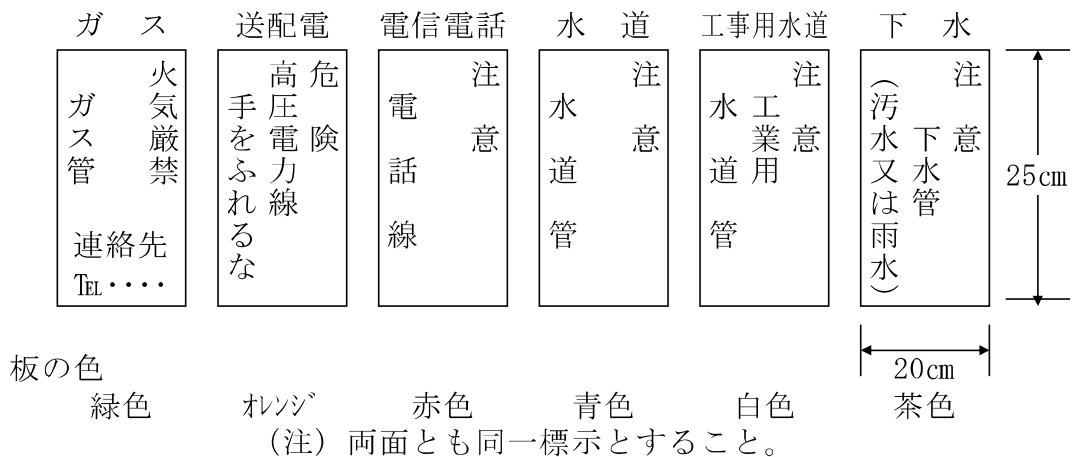 ガス
火気厳禁
ガス管
連絡先
℡・・・・
送配電
危険
高圧電力線
手をふれるな
電信電話
注意
電話線
水道
注意
水道管
工事用水道
注意
工業用
水道管
下水
注意
下水管
(汚水又は雨水)
25cm
20cm
板の色
緑色
オレンジ
赤色
青色
白色
茶色
(注) 両面とも同一標示とすること。